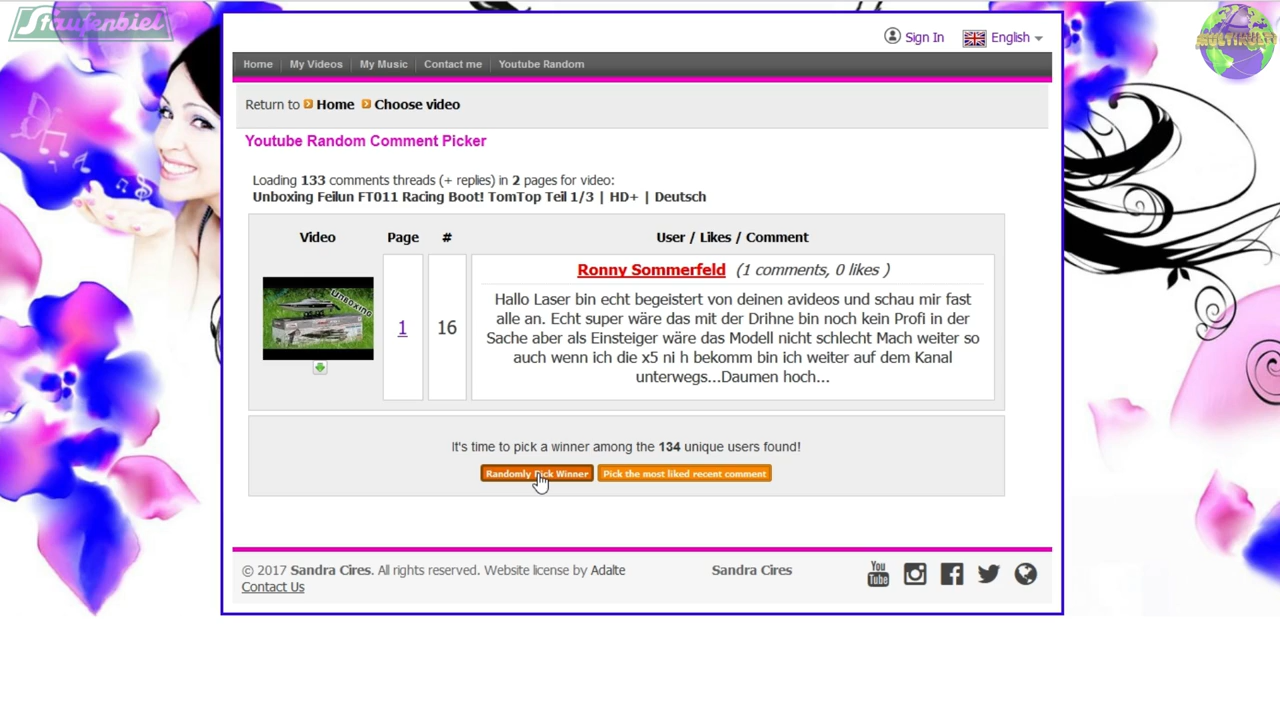 Staufenbiel
Sign In English
Home My Videos My Music Contact me Youtube Random
Return to Home Choose video
Youtube Random Comment Picker
Loading 133 comments threads (+ replies) in 2 pages for video:
Unboxing Feilun FT011 Racing Boot! TomTop Teil 1/3 | HD+ | Deutsch
Video Page # User / Likes / Comment
Unboxing
1 16
Ronny Sommerfeld (1 comments, 0 likes )
Hallo Laser bin echt begeistert von deinen avideos und schau mir fast
alle an. Echt super wäre das mit der Drihne bin noch kein Profi in der
Sache aber als Einsteiger wäre das Modell nicht schlecht Mach weiter so
auch wenn ich die x5 ni h bekomm bin ich weiter auf dem Kanal
unterwegs...Daumen hoch...
It's time to pick a winner among the 134 unique users found!
Randomly Pick Winner Pick the most liked recent comment
© 2017 Sandra Cires. All rights reserved. Website license by Adalte
Contact Us
Sandra Cires
You
Tube